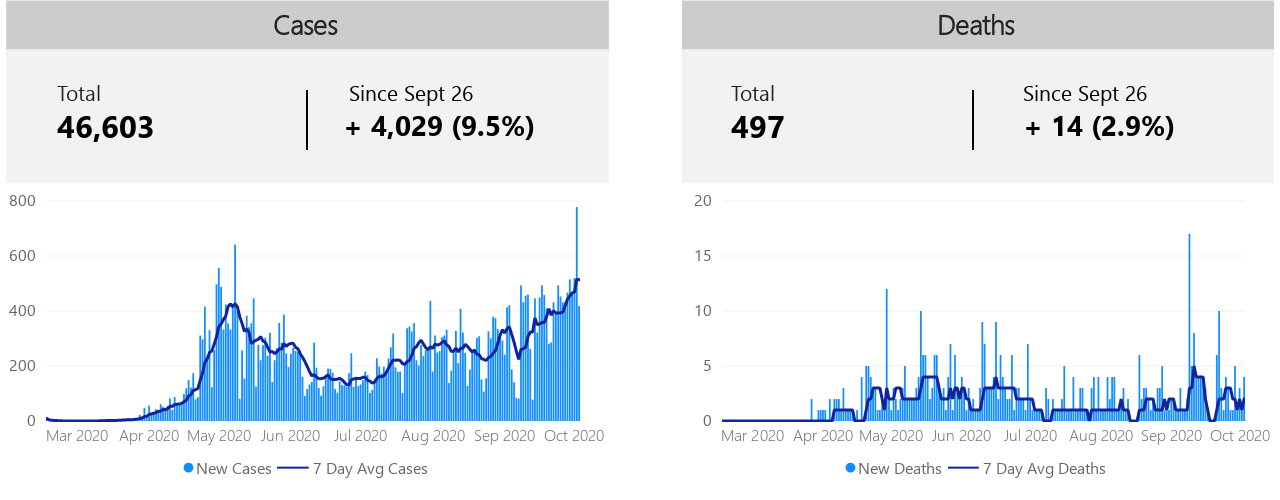 Cases
Total
Since Sept 26
46,603
+ 4,029 (9.5%)
800
600
400
200
0
Mar 2020 Apr 2020 May 2020 Jun 2020 Jul 2020 Aug 2020 Sep 2020 Oct 2020
New Cases 7 Day Avg Cases
Deaths
Total
Since Sept 26
497
+ 14 (2.9%)
20
15
10
5
0
Mar 2020 Apr 2020 May 2020 Jun 2020 Jul 2020 Aug 2020 Sep 2020 Oct 2020
New Deaths 7 Day Avg Deaths